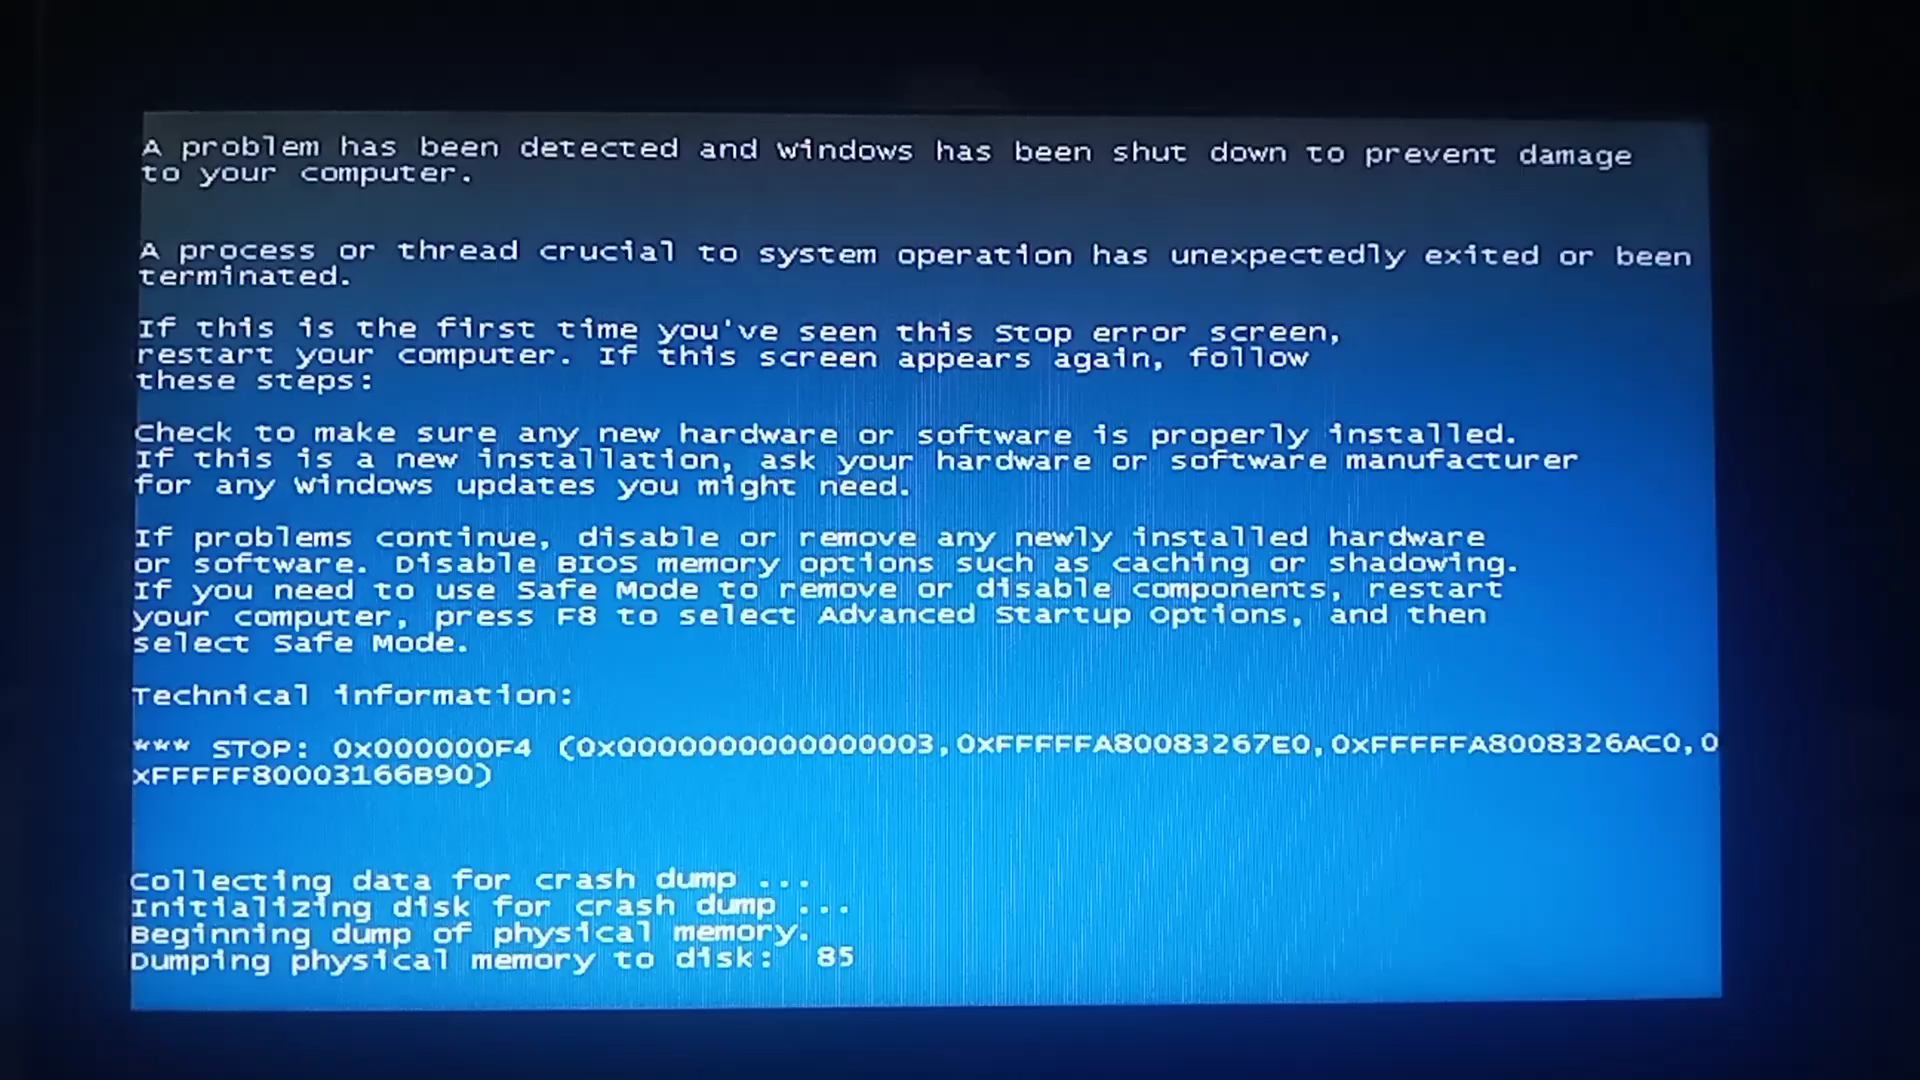 A problem has been detected and windows has been shut down to prevent damage
to your computer.
A process or thread crucial to system operation has unexpectedly exited or been
terminated.
If this is the first time you've seen this Stop error screen,
restart your computer. If this screen appears again, follow
these steps:
Check to make sure any new hardware or software is properly installed.
If this is a new installation, ask your hardware or software manufacturer
for any windows updates you might need.
If problems continue, disable or remove any newly installed hardware
or software. Disable BIOS memory options such as caching or shadowing.
If you need to use Safe Mode to remove or disable components, restart
your computer, press F8 to select Advanced Startup Options, and then
select Safe Mode.
Technical information:
*** STOP: 0x000000F4 (0x0000000000000003,0xFFFFFA80083267E0,0xFFFFFA8008326AC0,0
xFFFFF80003166B90)
Collecting data for crash dump ...
Initializing disk for crash dump ...
Beginning dump of physical memory.
Dumping physical memory to disk:  85